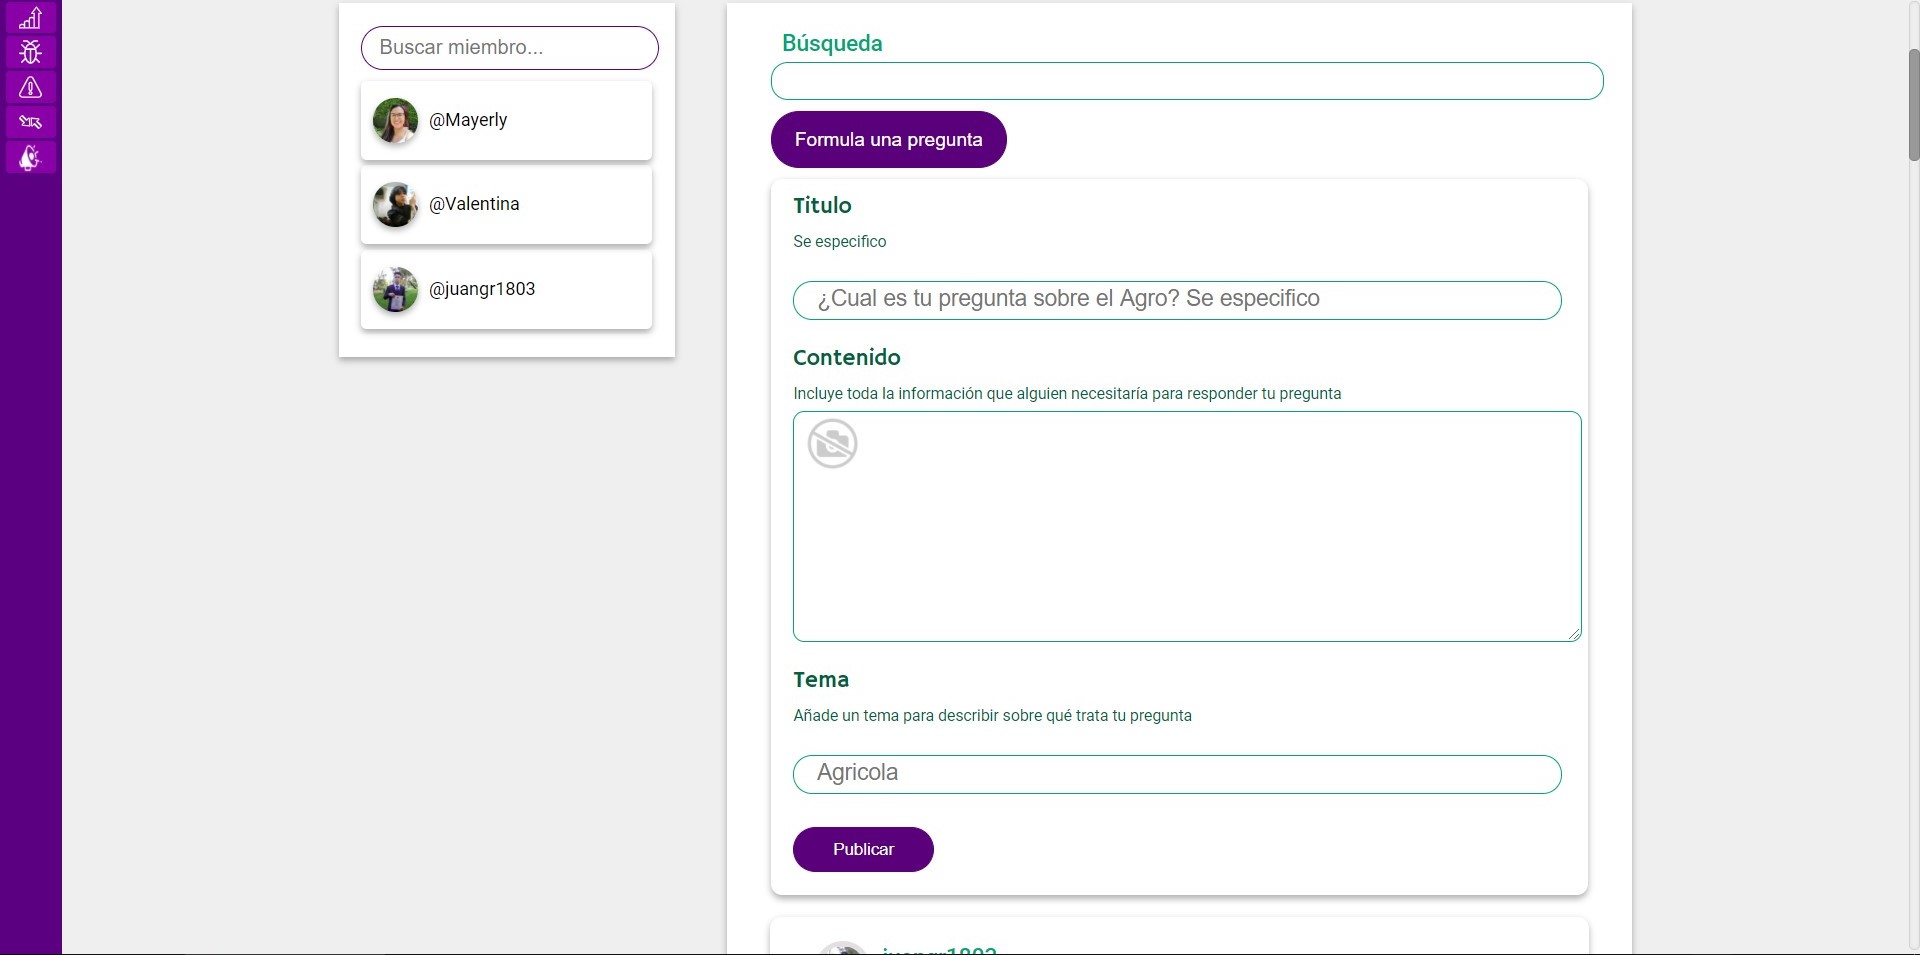 Buscar miembro...
@Mayerly
@Valentina
@juangr1803
Búsqueda
Formula una pregunta
Titulo
Se especifico
¿Cual es tu pregunta sobre el Agro? Se especifico
Contenido
Incluye toda la información que alguien necesitaría para responder tu pregunta
Tema
Añade un tema para describir sobre qué trata tu pregunta
Agricola
Publicar
juangr1803